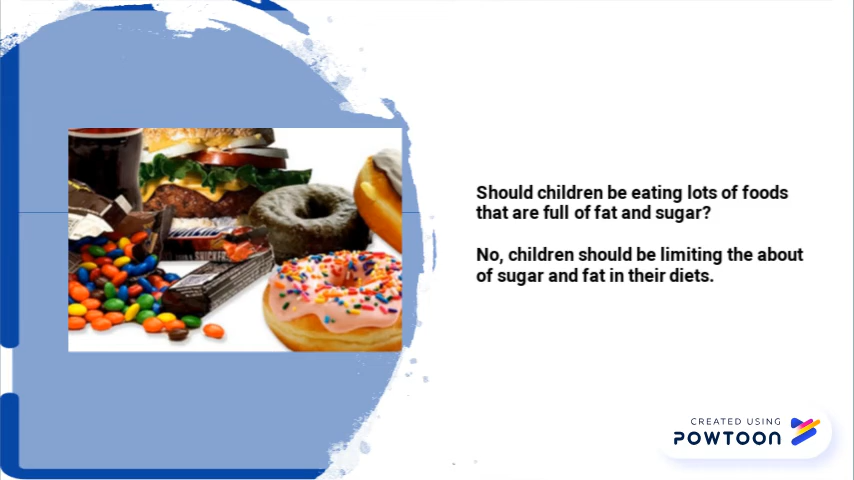 Should children be eating lots of foods
that are full of fat and sugar?
No, children should be limiting the about
of sugar and fat in their diets.
SNICKERS
CREATED USING
POWTOON